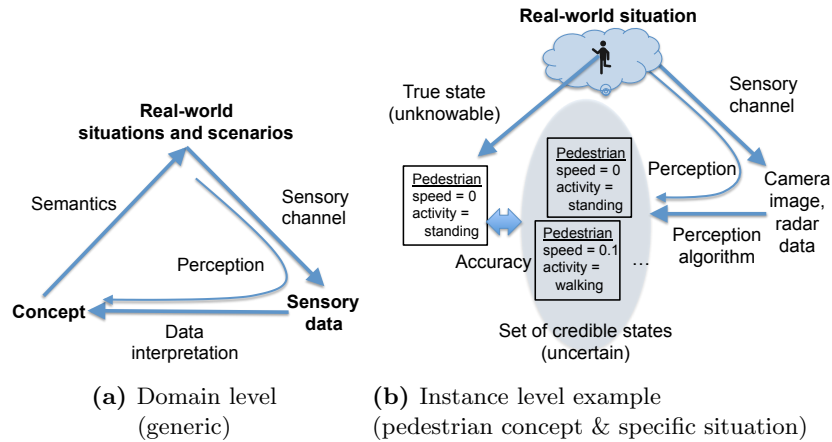 Real-world
situations and scenarios
Semantics
Sensory
channel
Perception
Concept
Sensory
data
Data
interpretation
(a) Domain level
(generic)
Real-world situation
True state
(unknowable)
Sensory
channel
Pedestrian
speed = 0
activity =
standing
Pedestrian
speed = 0
activity =
standing
Perception
Camera
image,
radar
data
Accuracy
Pedestrian
speed = 0.1
activity =
walking
...
Perception
algorithm
Set of credible states
(uncertain)
(b) Instance level example
(pedestrian concept & specific situation)